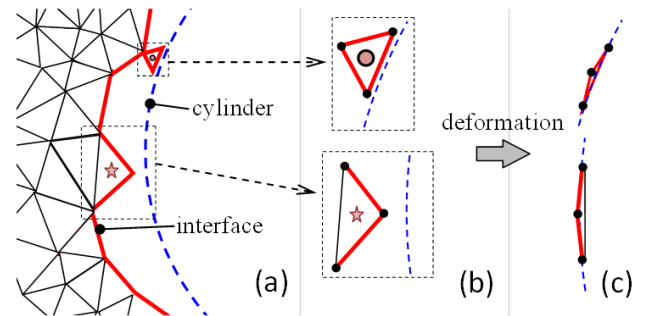 cylinder
interface
(a)
(b)
deformation
(c)